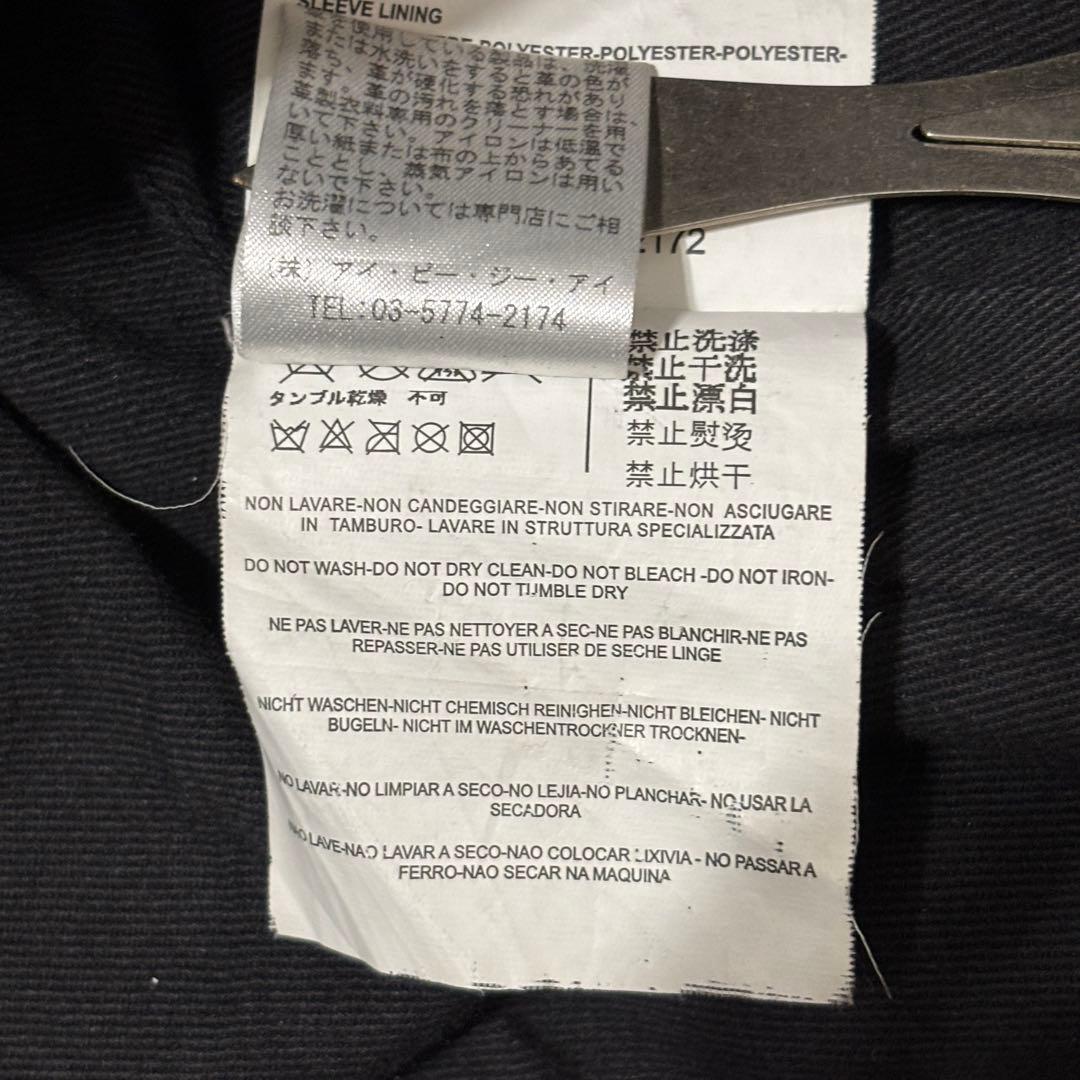 SLEEVE LINING
POLYESTER-POLYESTER-POLYESTER-
を使用している製品は、
または水洗いをすると革の色があ
落ち、革が硬化する恐れがあり
ます。革の汚れの落とす場合は、
革製衣料専用のクリーナーを用
いて下さい。アイロンは低温で
厚い紙または布の上からあてる
こととし、蒸気アイロンは用い
ないで下さい。
お洗濯については専門店にご相
談下さい。
(株) アイ・ビー・ジー・アイ
TEL:03-5774-2174
2172
タンブル乾燥 不可
禁止洗涤
禁止干洗
禁止漂白
禁止熨烫
禁止烘干
NON LAVARE-NON CANDEGGIARE-NON STIRARE-NON ASCIUGARE
IN TAMBURO- LAVARE IN STRUTTURA SPECIALIZZATA
DO NOT WASH-DO NOT DRY CLEAN-DO NOT BLEACH -DO NOT IRON-
DO NOT TUMBLE DRY
NE PAS LAVER-NE PAS NETTOYER A SEC-NE PAS BLANCHIR-NE PAS
REPASSER-NE PAS UTILISER DE SECHE LINGE
NICHT WASCHEN-NICHT CHEMISCH REINIGHEN-NICHT BLEICHEN- NICHT
BUGELN- NICHT IM WASCHENTROCKNER TROCKNEN-
NO LAVAR-NO LIMPIAR A SECO-NO LEJIA-NO PLANCHAR- NO USAR LA
SECADORA
NAO LAVE-NAO LAVAR A SECO-NAO COLOCAR LIXIVIA - NO PASSAR A
FERRO-NAO SECAR NA MAQUINA